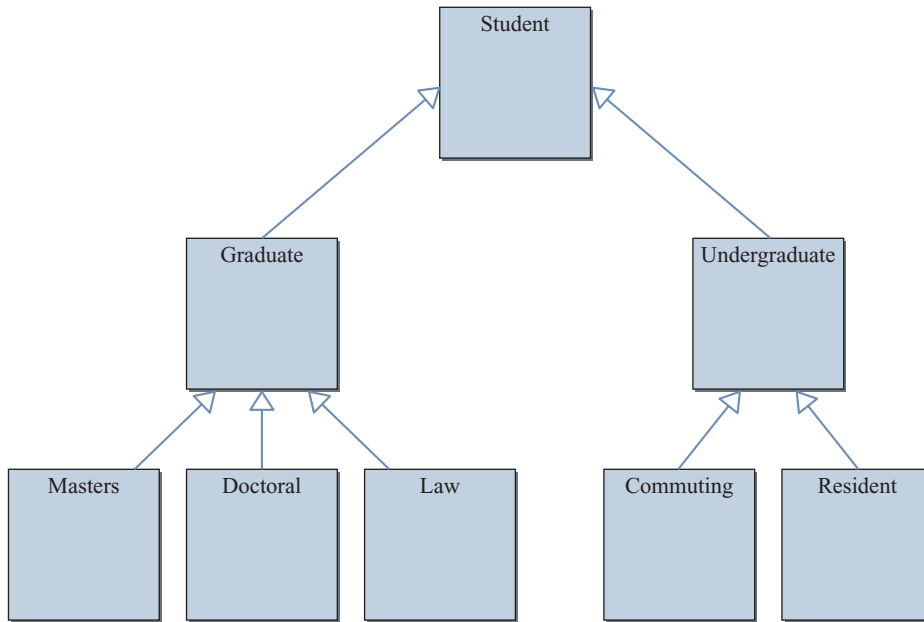 Student
Graduate
Undergraduate
Masters
Doctoral
Law
Commuting
Resident